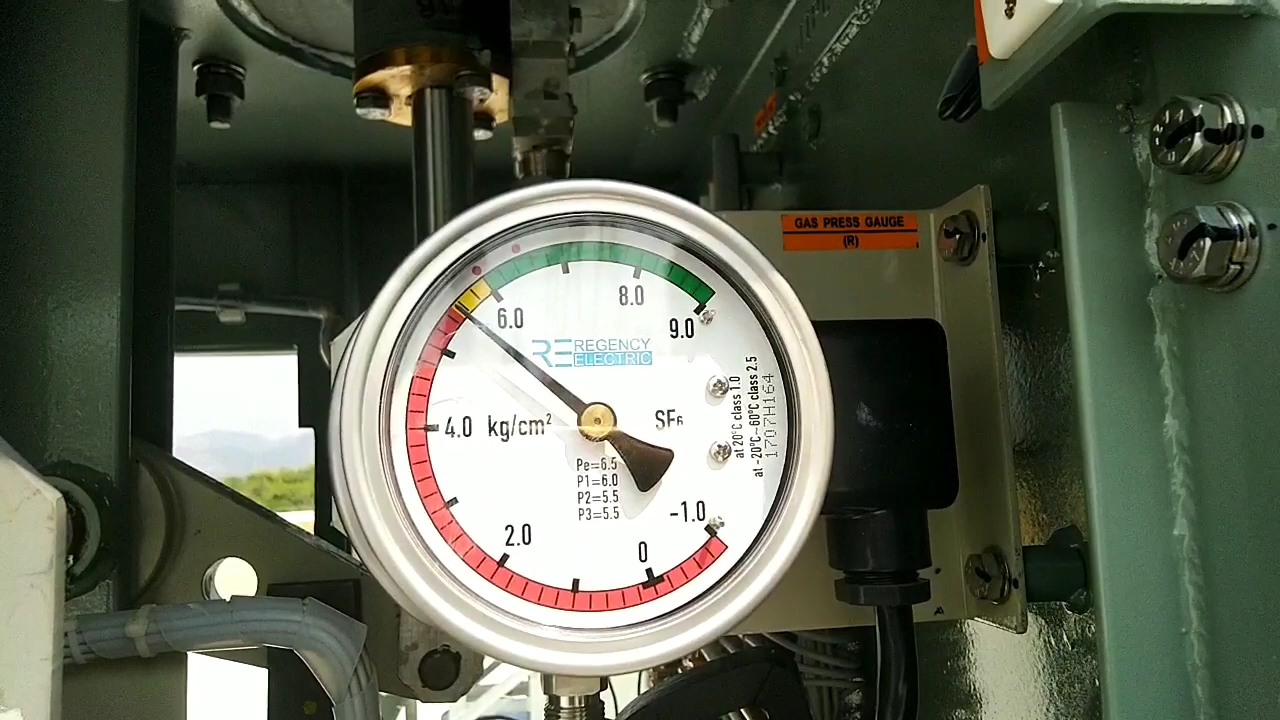 GAS PRESS GAUGE
(R)
6.0
8.0
9.0
RE REGENCY
ELECTRIC
4.0 kg/cm²
SF₆
Pe=6.5
P1=6.0
P2=5.5
P3=5.5
-1.0
2.0
0
at 20°C class 1.0
at -20°C~60°C class 2.5
1707H164